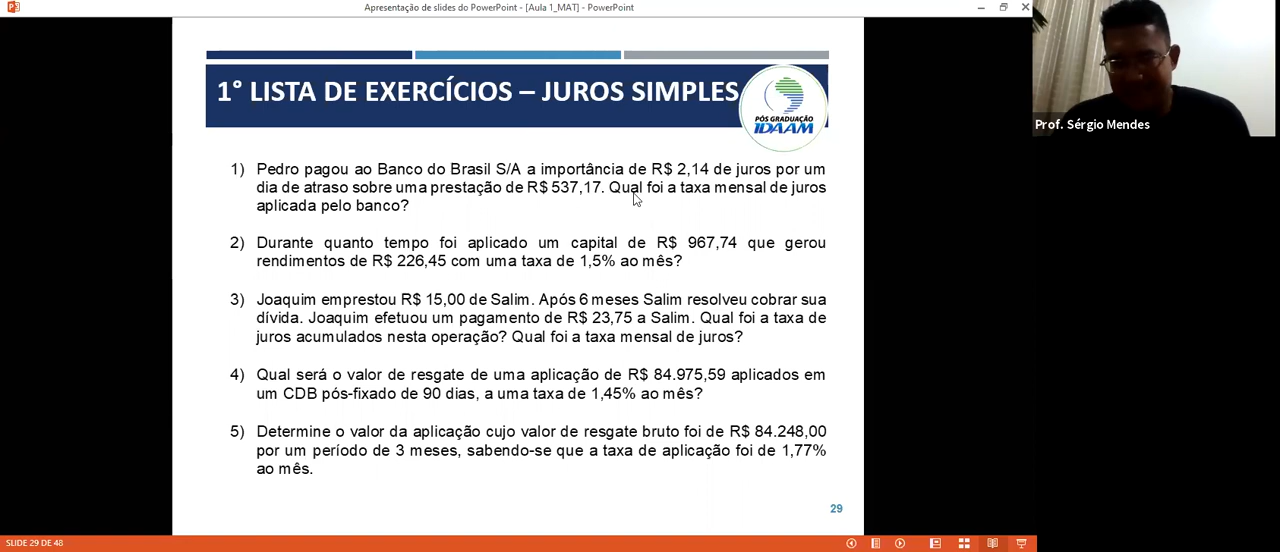 Apresentação de slides do PowerPoint - [Aula 1_MAT] - PowerPoint
1° LISTA DE EXERCÍCIOS – JUROS SIMPLES
PÓS GRADUAÇÃO
IDAAM
Prof. Sérgio Mendes
1) Pedro pagou ao Banco do Brasil S/A a importância de R$ 2,14 de juros por um
dia de atraso sobre uma prestação de R$ 537,17. Qual foi a taxa mensal de juros
aplicada pelo banco?
2) Durante quanto tempo foi aplicado um capital de R$ 967,74 que gerou
rendimentos de R$ 226,45 com uma taxa de 1,5% ao mês?
3) Joaquim emprestou R$ 15,00 de Salim. Após 6 meses Salim resolveu cobrar sua
dívida. Joaquim efetuou um pagamento de R$ 23,75 a Salim. Qual foi a taxa de
juros acumulados nesta operação? Qual foi a taxa mensal de juros?
4) Qual será o valor de resgate de uma aplicação de R$ 84.975,59 aplicados em
um CDB pós-fixado de 90 dias, a uma taxa de 1,45% ao mês?
5) Determine o valor da aplicação cujo valor de resgate bruto foi de R$ 84.248,00
por um período de 3 meses, sabendo-se que a taxa de aplicação foi de 1,77%
ao mês.
29
SLIDE 29 DE 48